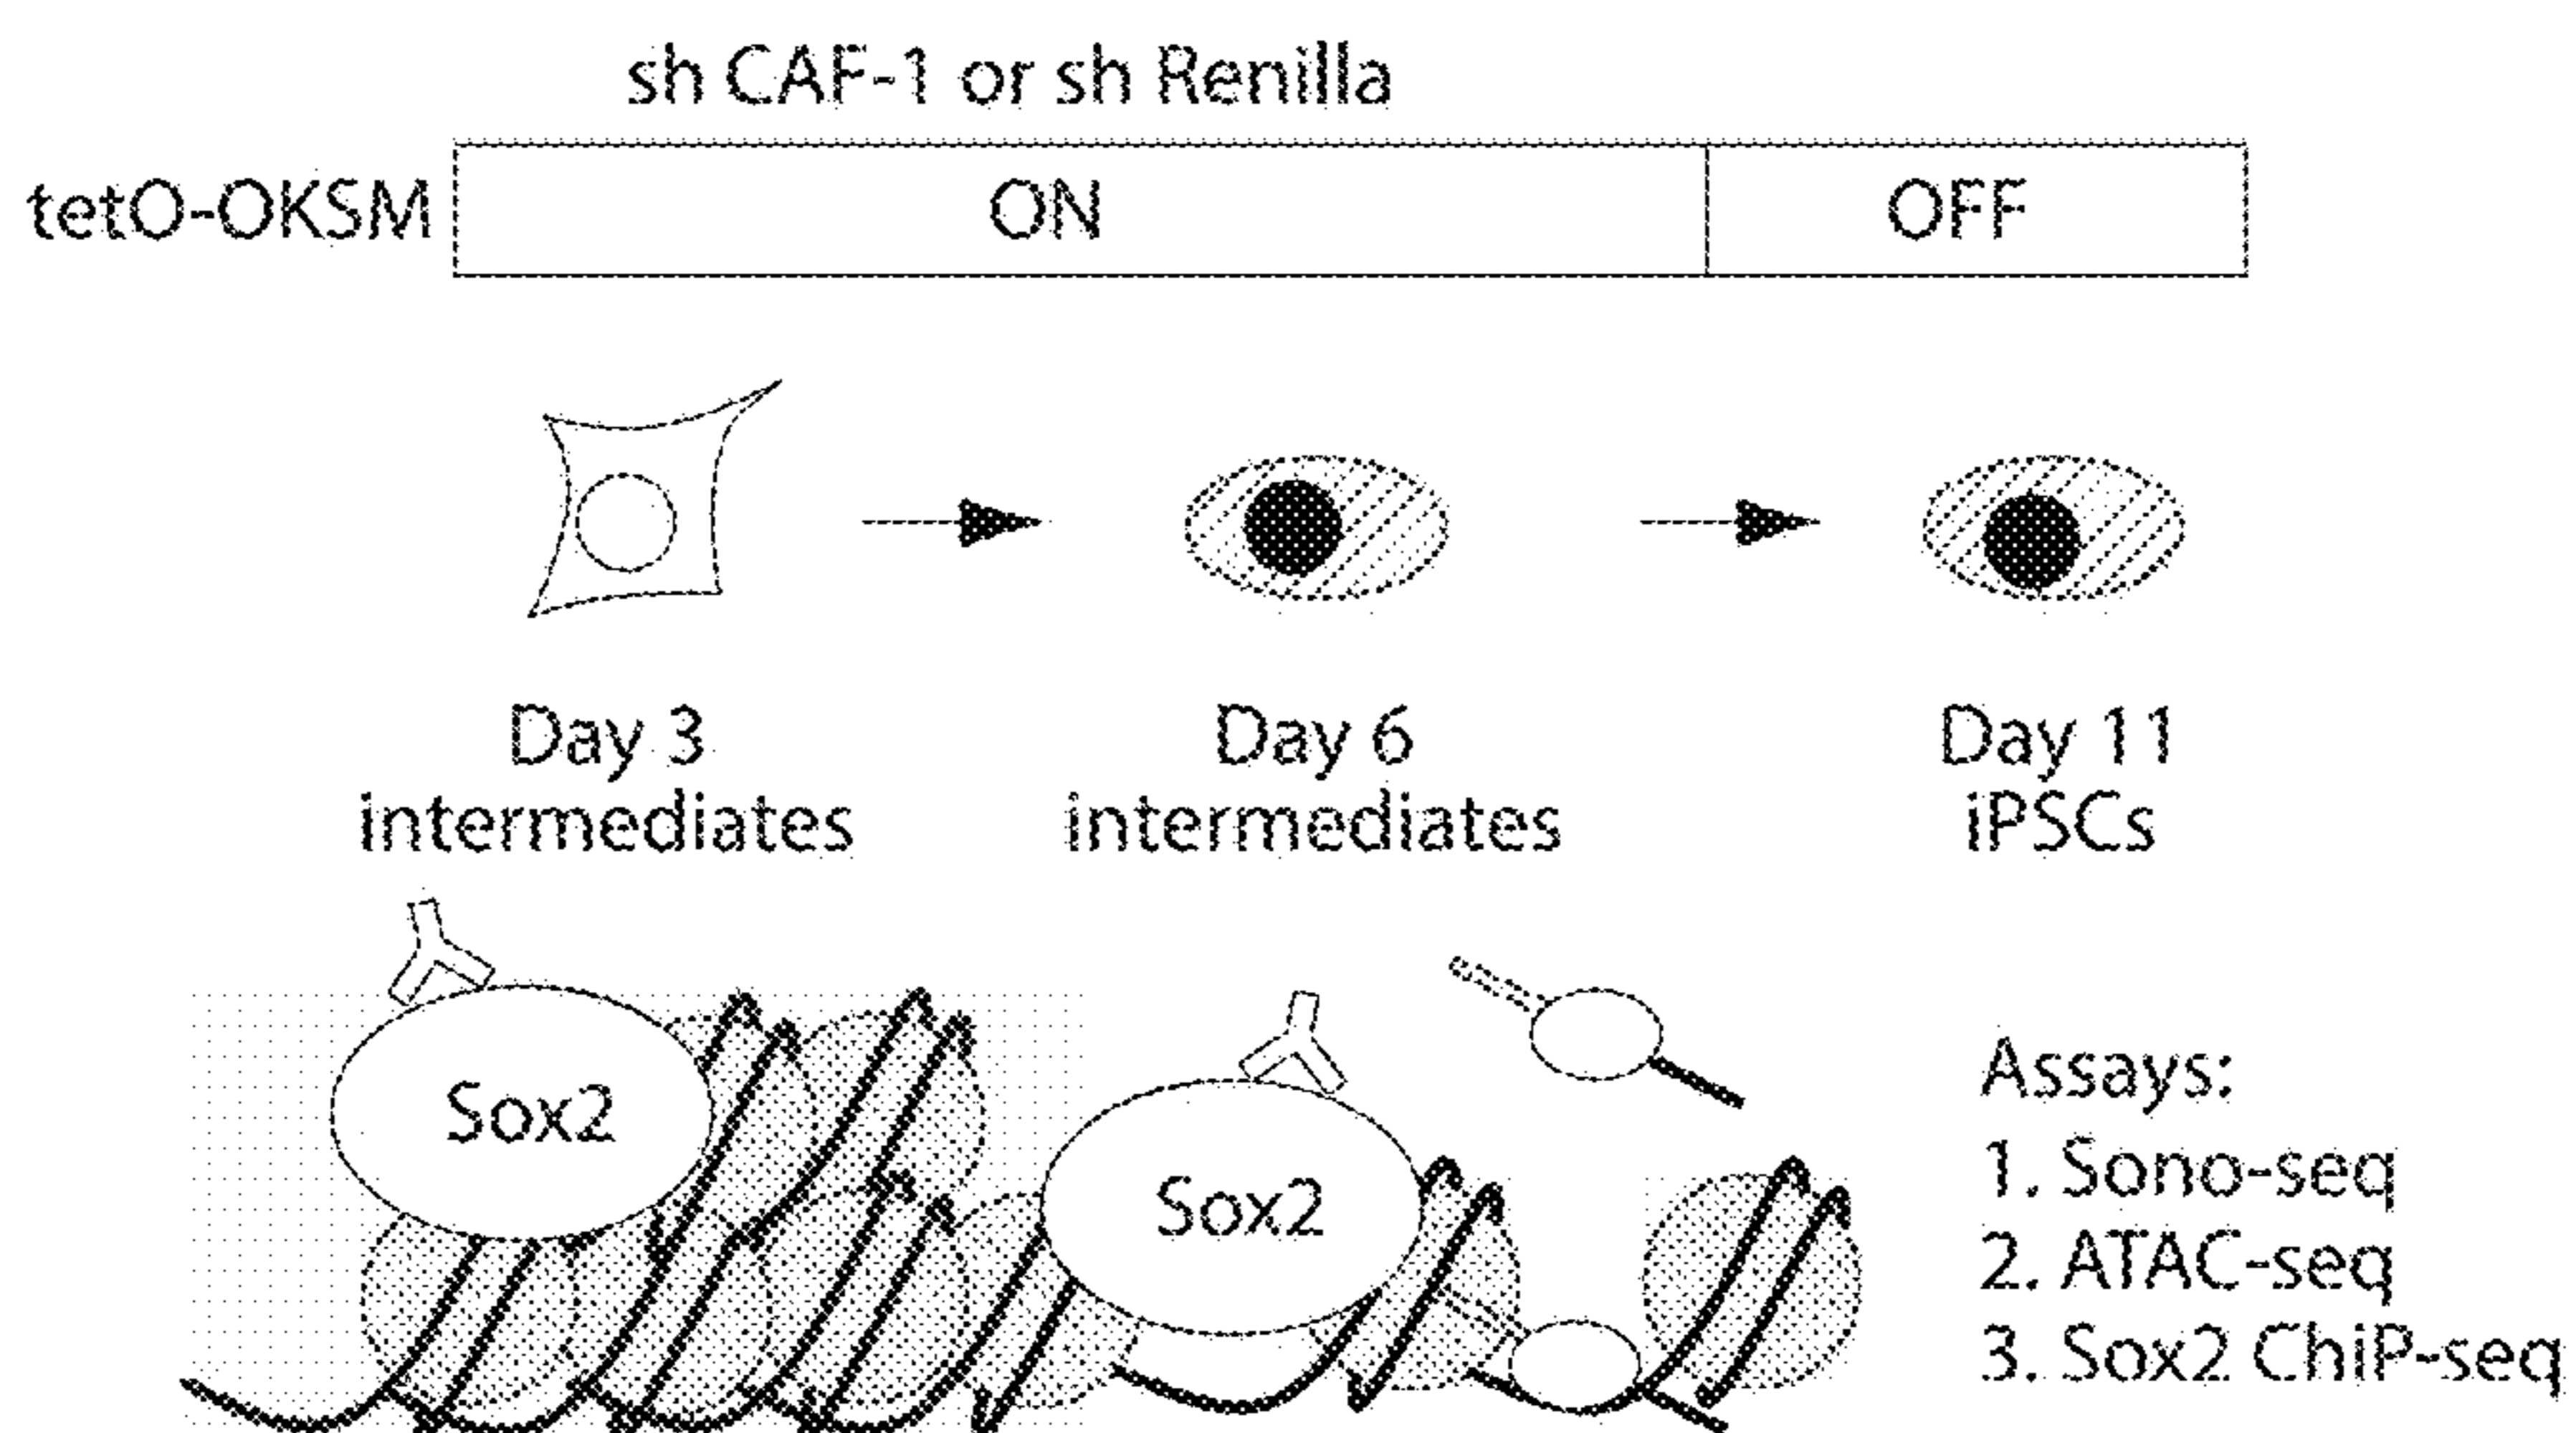 sh CAF-1 or sh Renilla
tetO-OKSM ON OFF
Day 3 Day 6 Day 11
intermediates intermediates iPSCs
Sox2
Sox2
Assays:
1. Sono-seq
2. ATAC-seq
3. Sox2 ChiP-seq